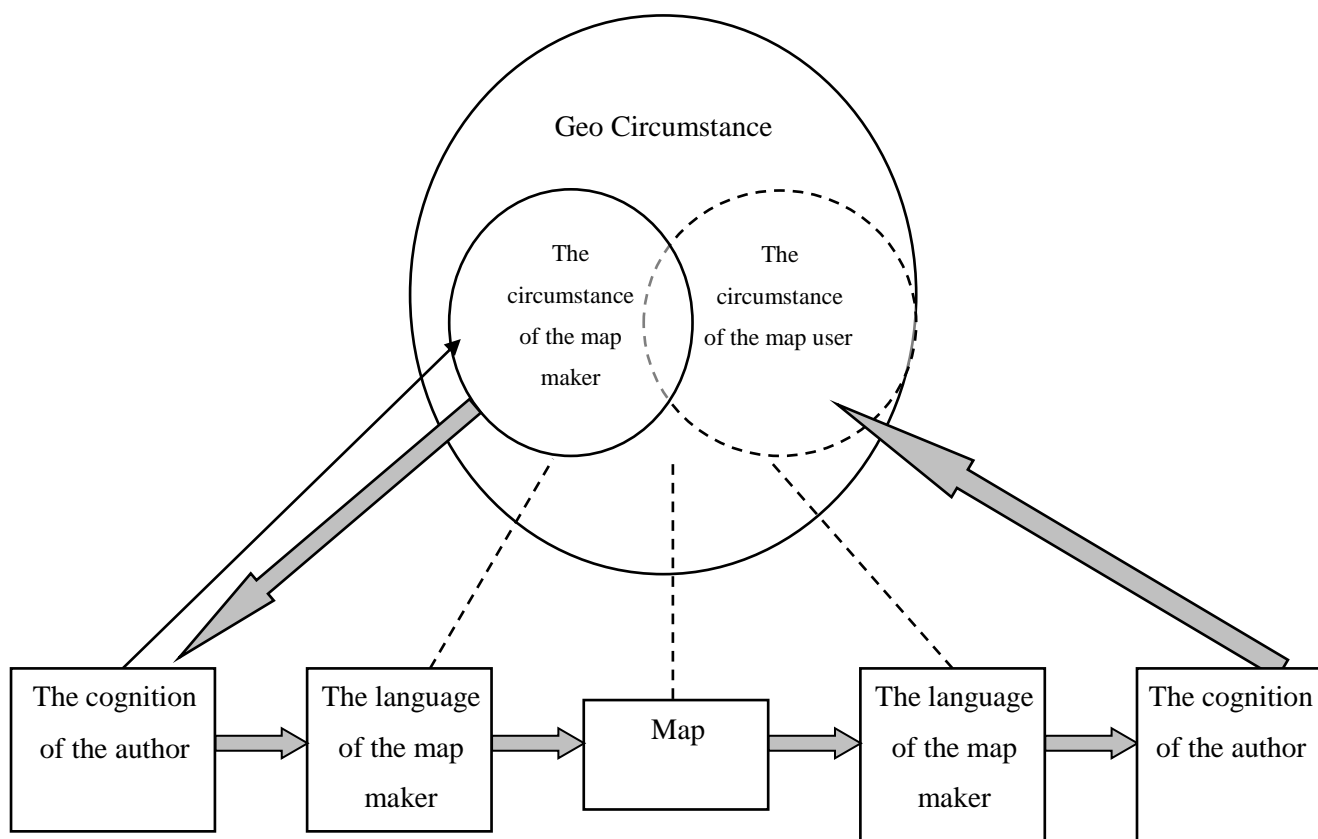 Geo Circumstance
The
circumstance
of the map
maker
The
circumstance
of the map user
The cognition
of the author
The language
of the map
maker
Map
The language
of the map
maker
The cognition
of the author